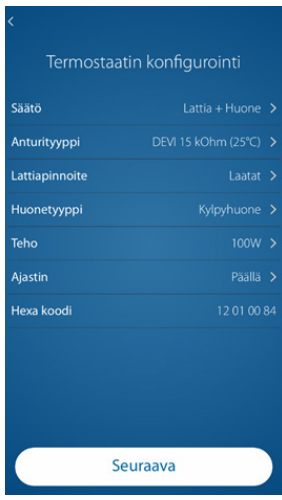 Termostaatin konfigurointi
Säätö Lattia + Huone
Anturityyppi DEVI 15 kOhm (25°C)
Lattiapinnoite Laatat
Huonetyyppi Kylpyhuone
Teho 100W
Ajastin Päällä
Hexa koodi 12 01 00 84
Seuraava